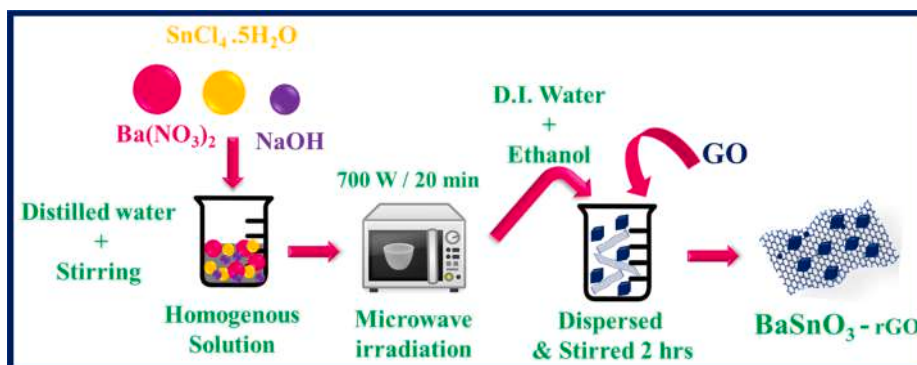 SnCl₄ .5H₂O
Ba(NO₃)₂
NaOH
Distilled water
+
Stirring
Homogenous
Solution
700 W / 20 min
Microwave
irradiation
D.I. Water
+
Ethanol
GO
Dispersed
& Stirred 2 hrs
BaSnO₃ - rGO